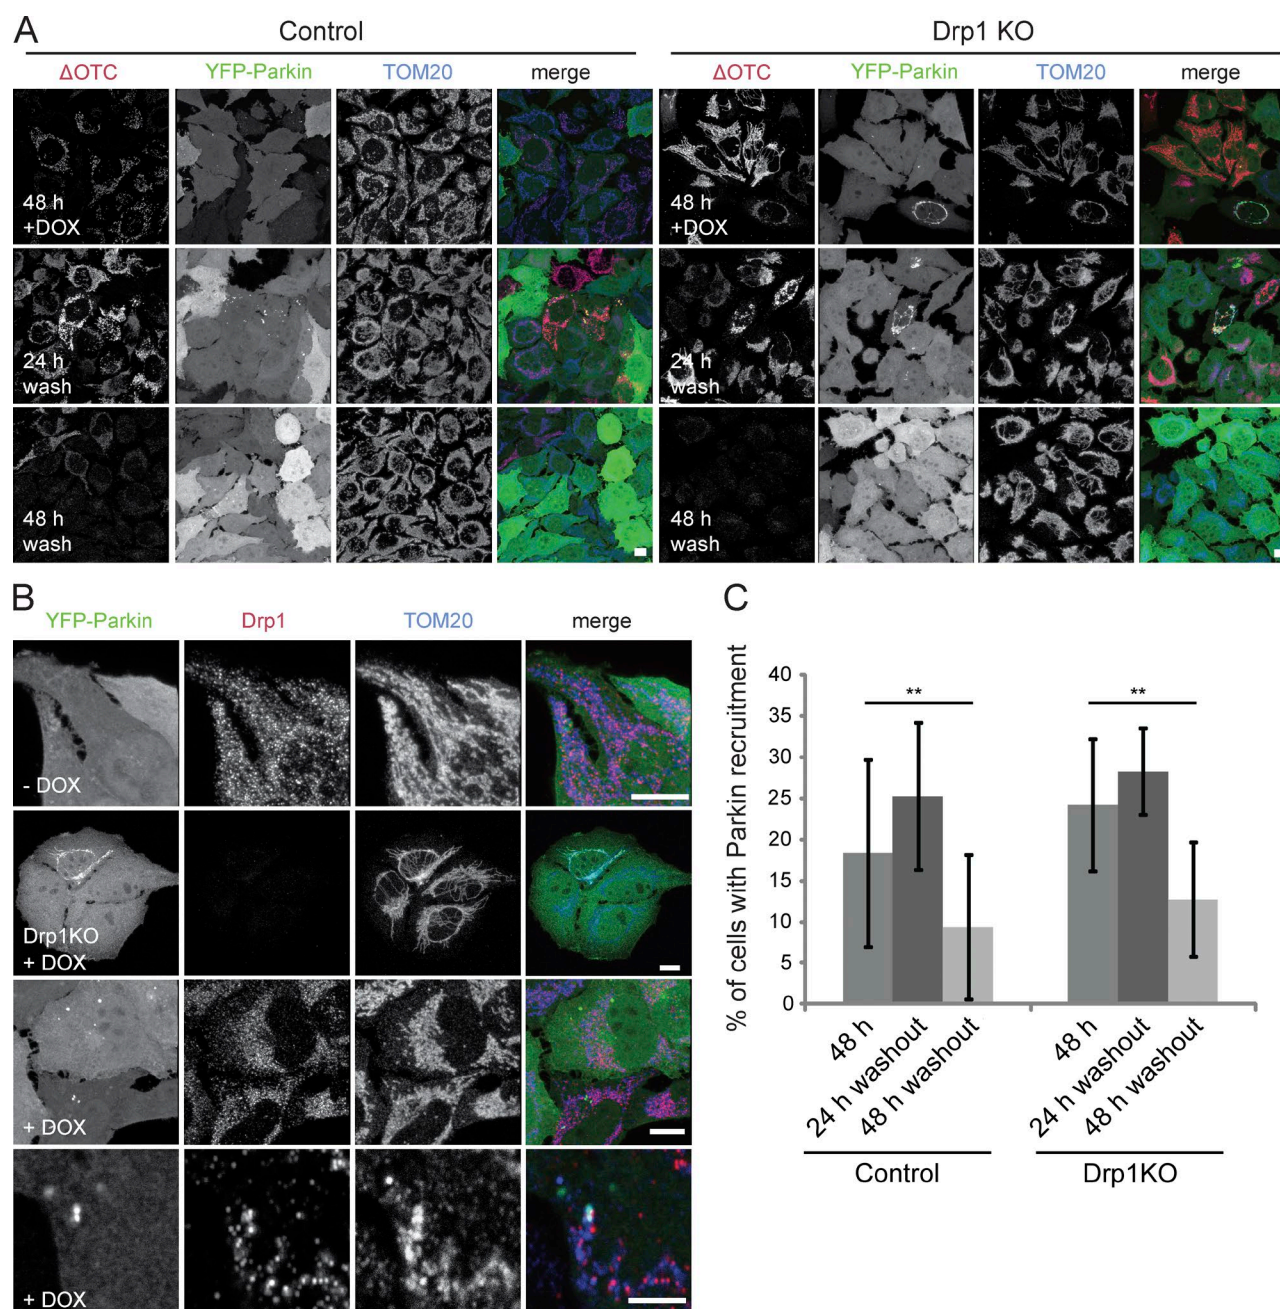 A
Control
Drp1 KO
ΔOTC YFP-Parkin TOM20 merge ΔOTC YFP-Parkin TOM20 merge
48 h
+DOX
48 h
+DOX
24 h
wash
24 h
wash
48 h
wash
48 h
wash
B
YFP-Parkin Drp1 TOM20 merge
- DOX
Drp1KO
+ DOX
+ DOX
+ DOX
C
% of cells with Parkin recruitment
40
35
30
25
20
15
10
5
0
**
**
48 h
24 h washout
48 h washout
48 h
24 h washout
48 h washout
Control
Drp1KO